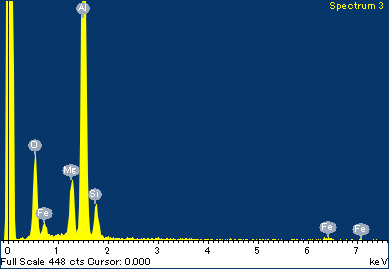 Spectrum 3
Al
O
Mg
Si
Fe
Fe
Fe
0 1 2 3 4 5 6 7
Full Scale 448 cts Cursor: 0.000 keV